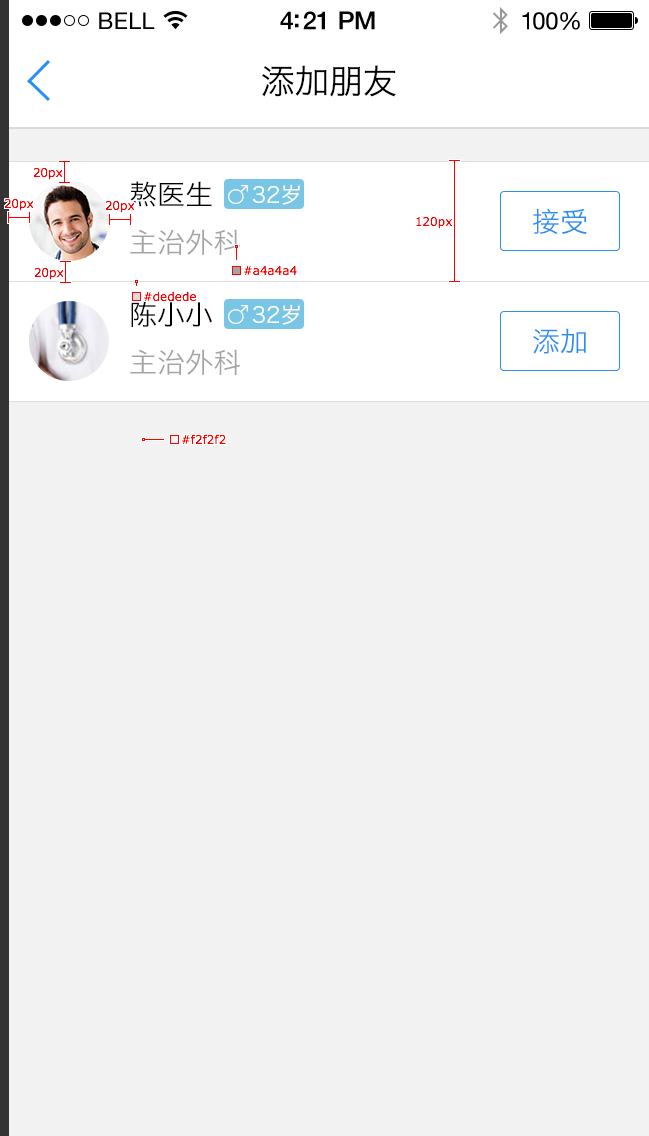 BELL 4:21 PM 100%
添加朋友
20px
熬医生 ♂32岁
20px 20px 120px 接受
主治外科
20px #a4a4a4
#dedede
陈小小 ♂32岁
添加
主治外科
#f2f2f2